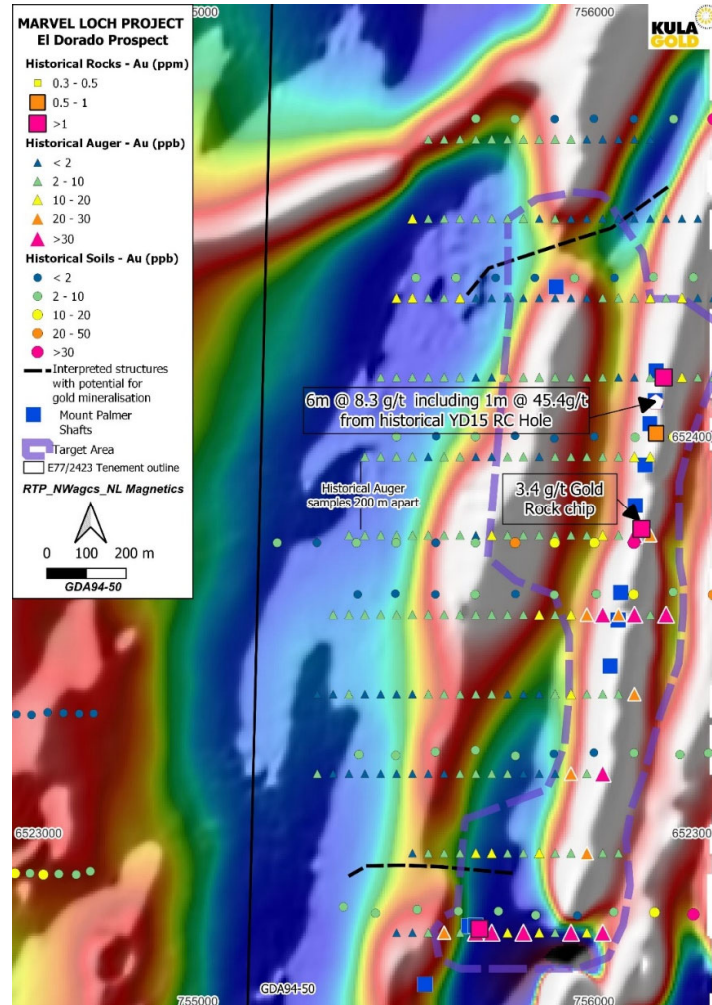 MARVEL LOCH PROJECT
El Dorado Prospect
Historical Rocks - Au (ppm)
0.3 - 0.5
0.5 - 1
>1
Historical Auger - Au (ppb)
< 2
2 - 10
10 - 20
20 - 30
>30
Historical Soils - Au (ppb)
< 2
2 - 10
10 - 20
20 - 50
>30
Interpreted structures
with potential for
gold mineralisation
Mount Palmer
Shafts
Target Area
E77/2423 Tenement outline
RTP_NWagcs_NL Magnetics
0 100 200 m
GDA94-50
755000
756000
KULA
GOLD
6m @ 8.3 g/t including 1m @ 45.4g/t
from historical YD15 RC Hole
652400
Historical Auger
samples 200 m apart
3.4 g/t Gold
Rock chip
6523000
6523000
GDA94-50
755000
756000